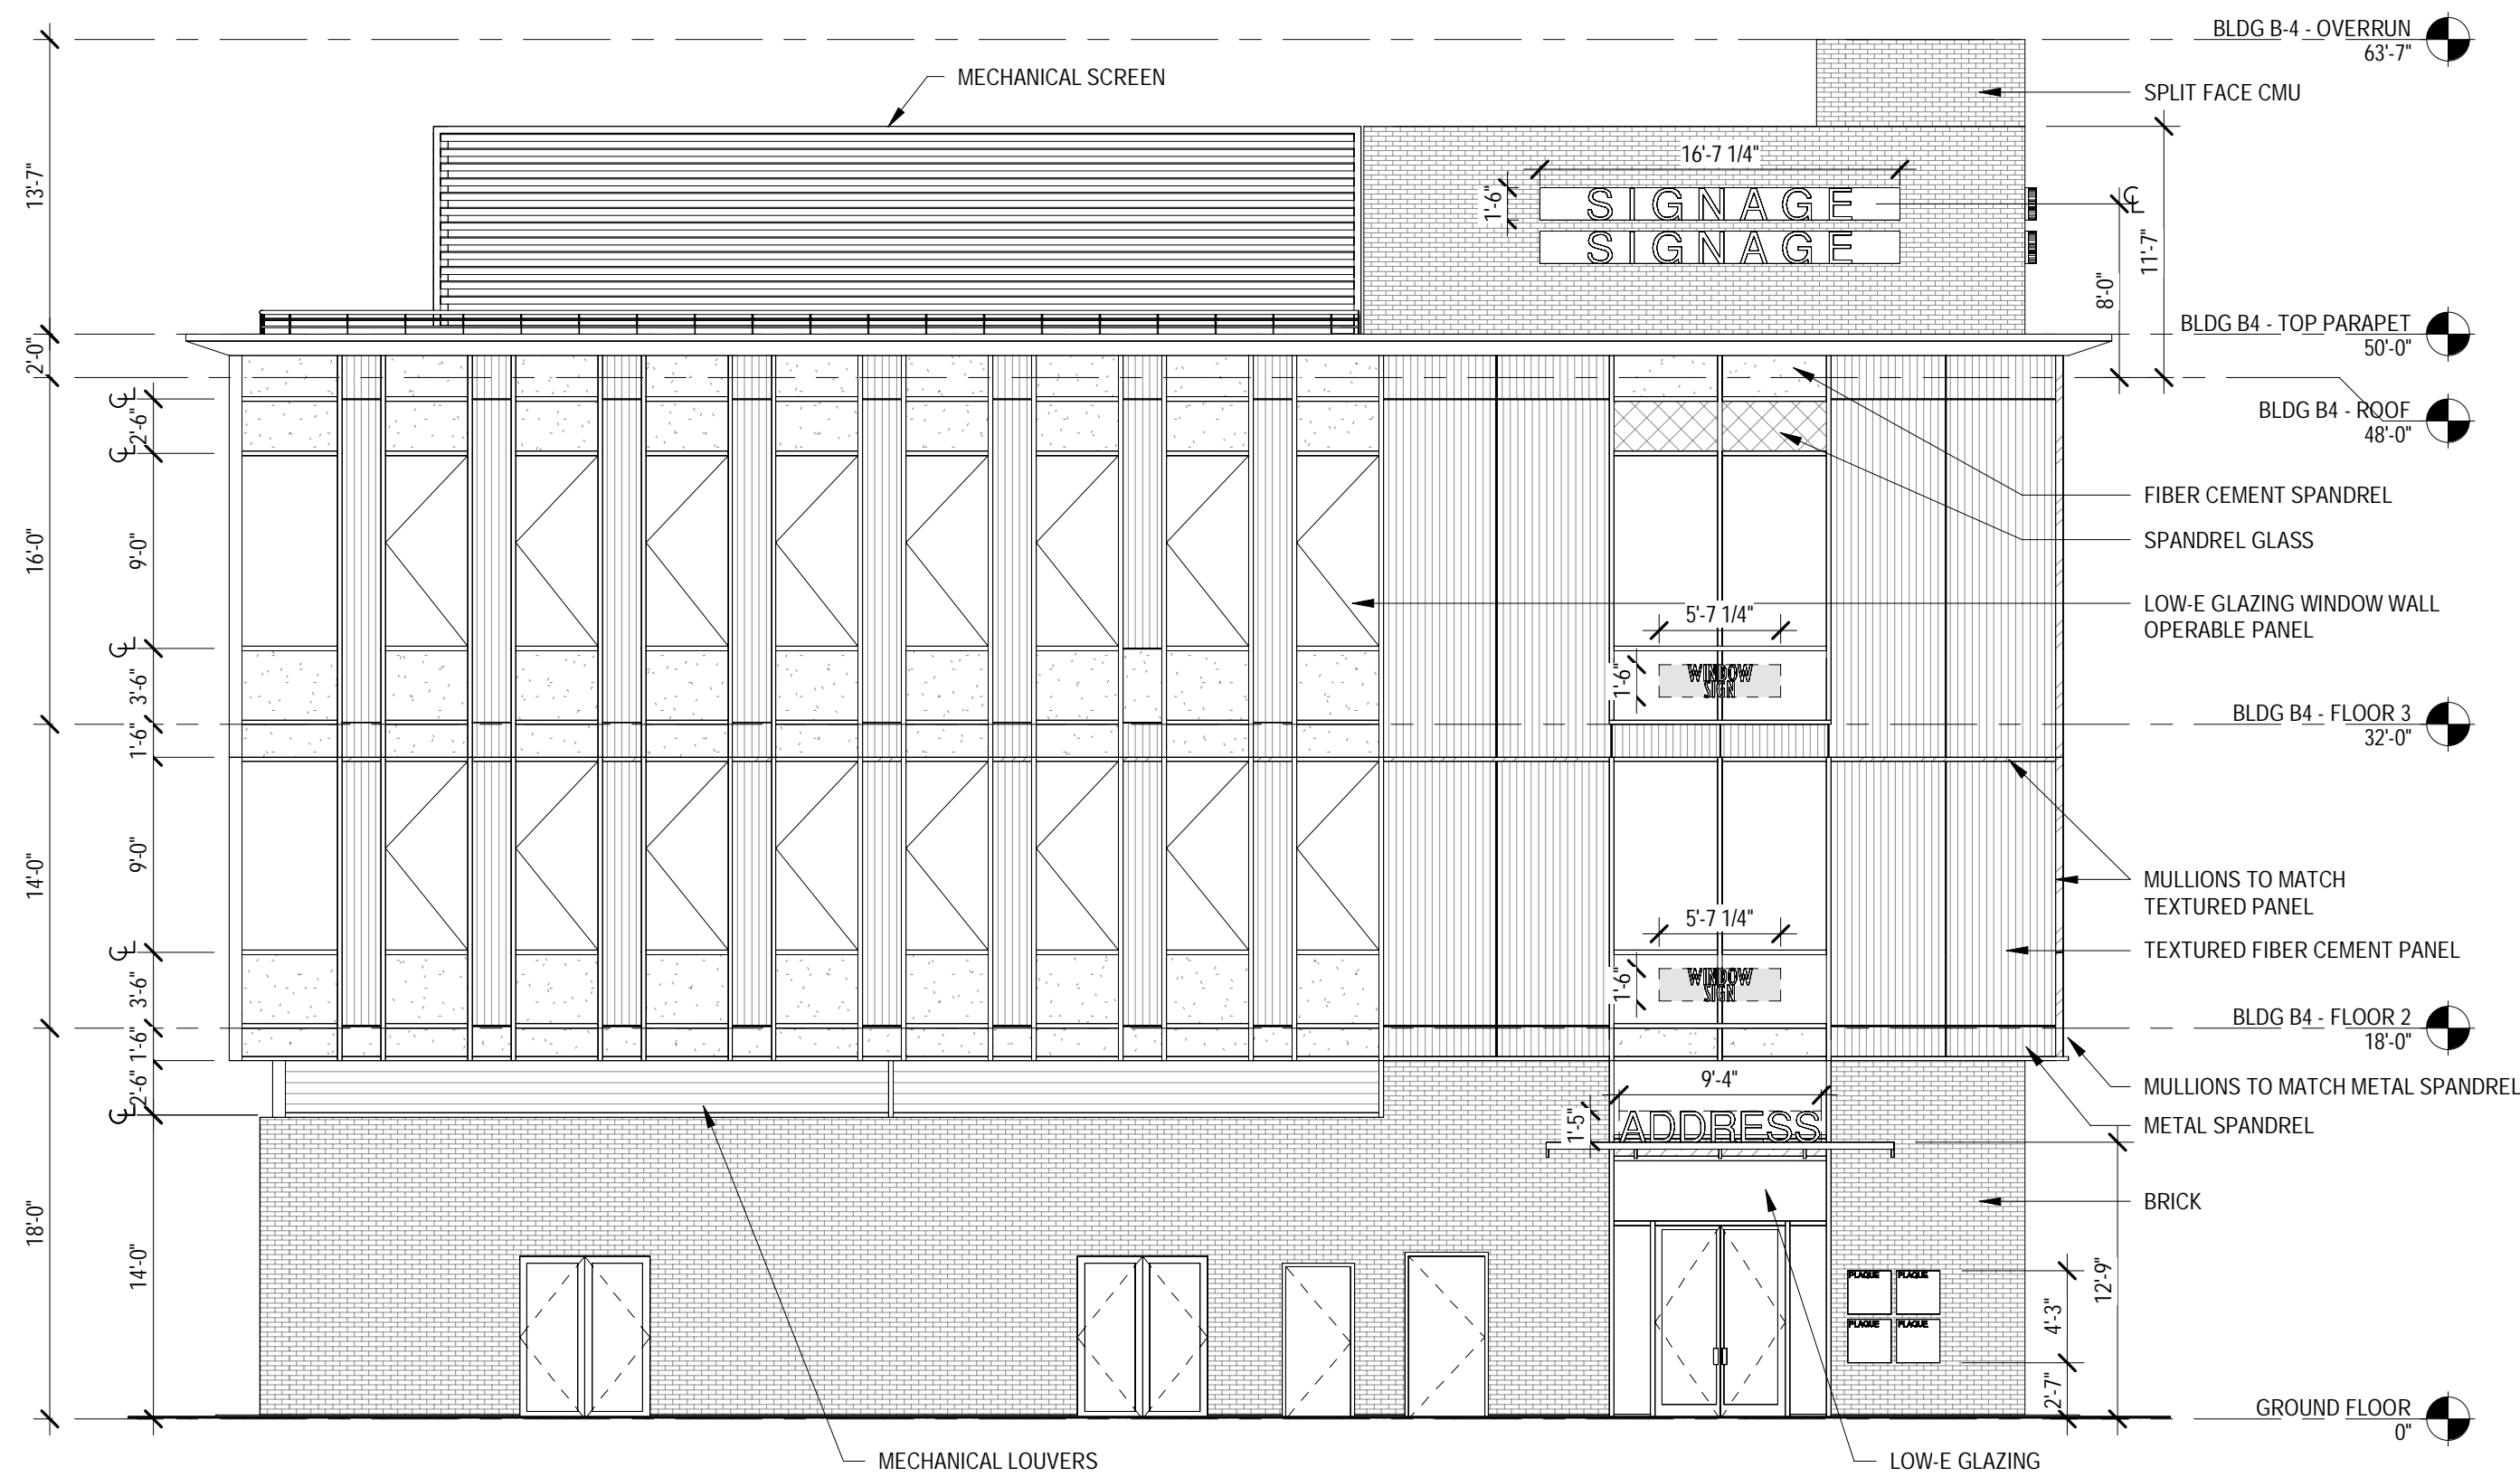 BLDG B-4 - OVERRUN
63'-7"
MECHANICAL SCREEN
SPLIT FACE CMU
16'-7 1/4"
1'-6"
SIGNAGE
SIGNAGE
13'-7"
11'-7"
8'-0"
BLDG B4 - TOP PARAPET
50'-0"
2'-0"
2'-6"
BLDG B4 - ROOF
48'-0"
FIBER CEMENT SPANDREL
SPANDREL GLASS
16'-0"
9'-0"
LOW-E GLAZING WINDOW WALL
OPERABLE PANEL
5'-7 1/4"
1'-6"
WINDOW
SIGN
3'-6"
BLDG B4 - FLOOR 3
32'-0"
1'-6"
14'-0"
9'-0"
MULLIONS TO MATCH
TEXTURED PANEL
5'-7 1/4"
TEXTURED FIBER CEMENT PANEL
1'-6"
WINDOW
SIGN
3'-6"
BLDG B4 - FLOOR 2
18'-0"
1'-6"
2'-6"
9'-4"
MULLIONS TO MATCH METAL SPANDREL
1'-5"
ADDRESS
METAL SPANDREL
BRICK
18'-0"
14'-0"
PLAQUE PLAQUE
PLAQUE PLAQUE
12'-9"
4'-3"
2'-7"
GROUND FLOOR
0"
MECHANICAL LOUVERS
LOW-E GLAZING